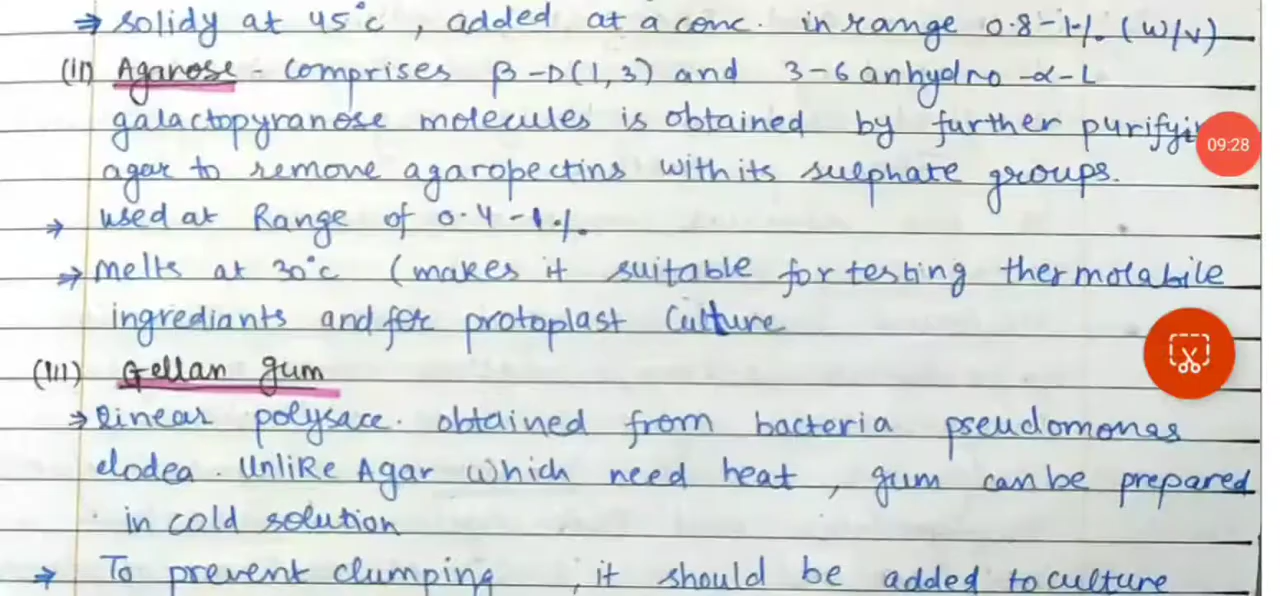 ⇒ solidy at 45°c , added at a conc. in range 0.8-1%. (W/V)
(II) Agarose - comprises β-D(1,3) and 3-6 anhydro -α-L
galactopyranose molecules is obtained by further purifyi
09:28
agar to remove agaropectins with its sulphate groups.
→ used at Range of 0.4-1%.
⇒ melts at 30°c (makes it suitable for testing thermolabile
ingrediants and for protoplast Culture
(III) Gellan gum
→ linear polysacc. obtained from bacteria pseudomonas
elodea. Unlike Agar which need heat, gum can be prepared
in cold solution
⇒ To prevent clumping , it should be added to culture